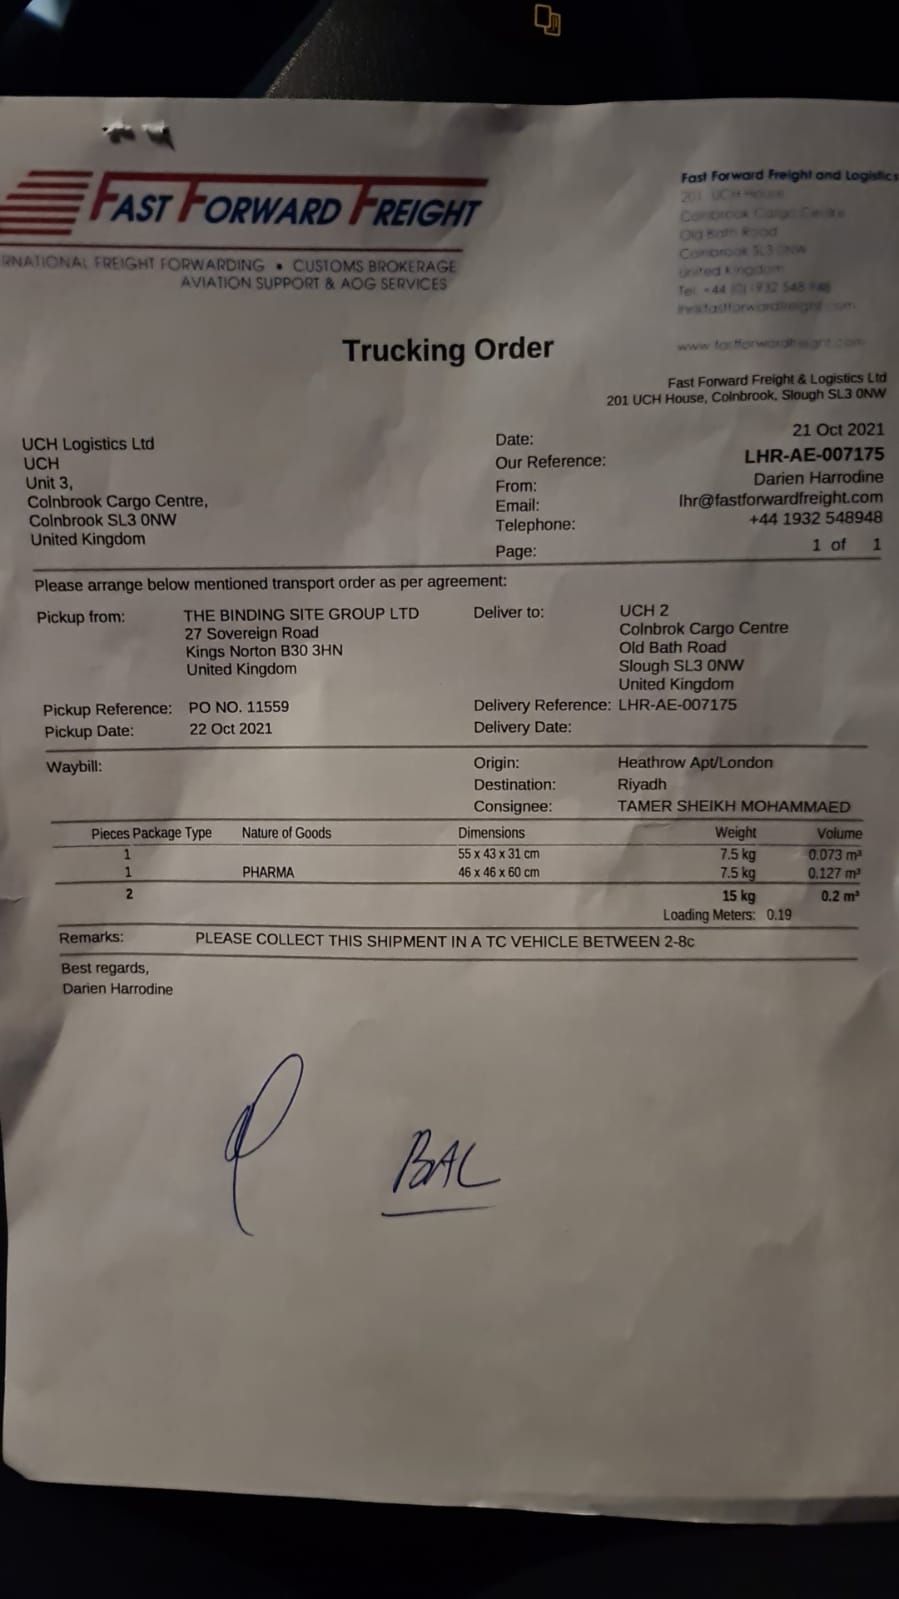 FAST FORWARD FREIGHT
RNATIONAL FREIGHT FORWARDING • CUSTOMS BROKERAGE
AVIATION SUPPORT & AOG SERVICES
Fast Forward Freight and Logistics
201 UCH House
Colnbrook Cargo Centre
Old Bath Road
Colnbrook SL3 0NW
United Kingdom
Tel: +44 (0) 1932 548 948
lhr@fastforwardfreight.com
www.fastforwardfreight.com
Trucking Order
Fast Forward Freight & Logistics Ltd
201 UCH House, Colnbrook, Slough SL3 0NW
UCH Logistics Ltd
UCH
Unit 3,
Colnbrook Cargo Centre,
Colnbrook SL3 0NW
United Kingdom
Date: 21 Oct 2021
Our Reference: LHR-AE-007175
From: Darien Harrodine
Email: lhr@fastforwardfreight.com
Telephone: +44 1932 548948
Page: 1 of 1
Please arrange below mentioned transport order as per agreement:
Pickup from: THE BINDING SITE GROUP LTD
27 Sovereign Road
Kings Norton B30 3HN
United Kingdom
Deliver to: UCH 2
Colnbrok Cargo Centre
Old Bath Road
Slough SL3 0NW
United Kingdom
Pickup Reference: PO NO. 11559
Delivery Reference: LHR-AE-007175
Pickup Date: 22 Oct 2021
Delivery Date:
Waybill:
Origin: Heathrow Apt/London
Destination: Riyadh
Consignee: TAMER SHEIKH MOHAMMAED
Pieces Package Type Nature of Goods Dimensions Weight Volume
1 55 x 43 x 31 cm 7.5 kg 0.073 m³
1 PHARMA 46 x 46 x 60 cm 7.5 kg 0.127 m³
2 15 kg 0.2 m³
Loading Meters: 0.19
Remarks: PLEASE COLLECT THIS SHIPMENT IN A TC VEHICLE BETWEEN 2-8c
Best regards,
Darien Harrodine
BAL